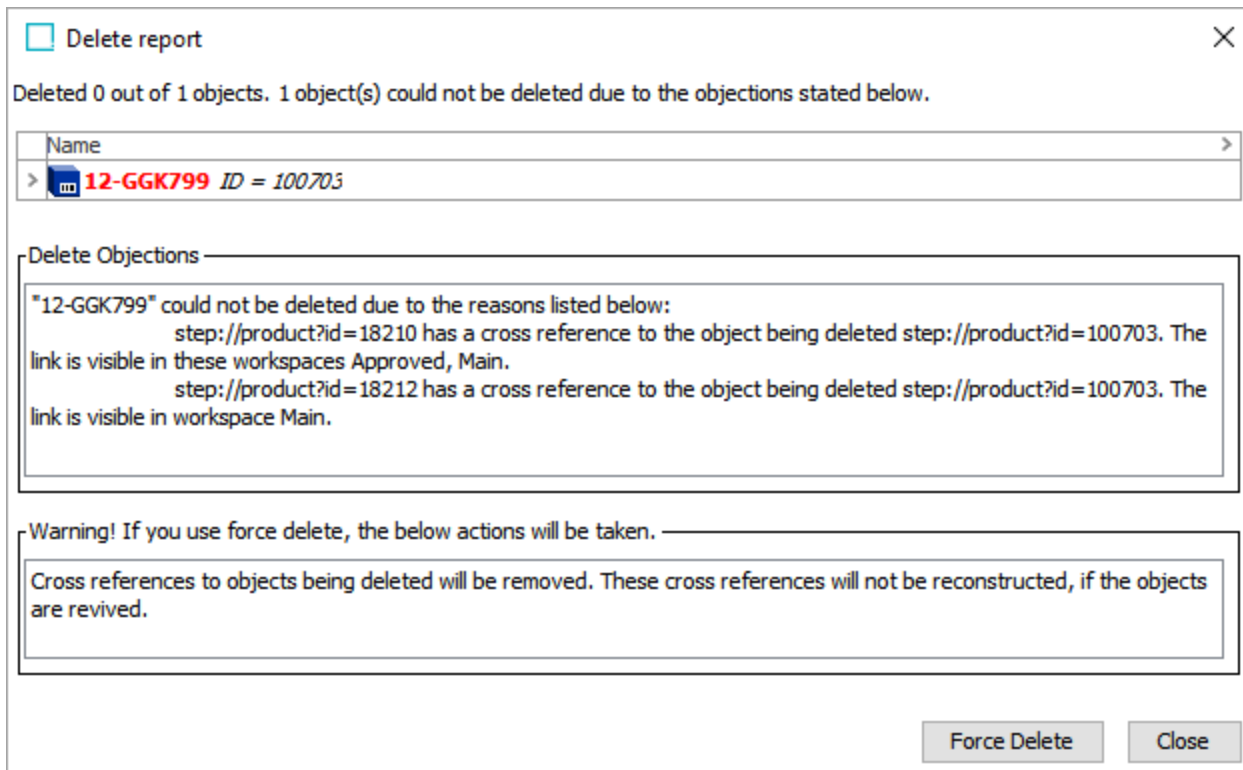 Delete report
Deleted 0 out of 1 objects. 1 object(s) could not be deleted due to the objections stated below.
Name
12-GGK799 ID = 100703
Delete Objections
"12-GGK799" could not be deleted due to the reasons listed below:
step://product?id=18210 has a cross reference to the object being deleted step://product?id=100703. The
link is visible in these workspaces Approved, Main.
step://product?id=18212 has a cross reference to the object being deleted step://product?id=100703. The
link is visible in workspace Main.
Warning! If you use force delete, the below actions will be taken.
Cross references to objects being deleted will be removed. These cross references will not be reconstructed, if the objects
are revived.
Force Delete Close